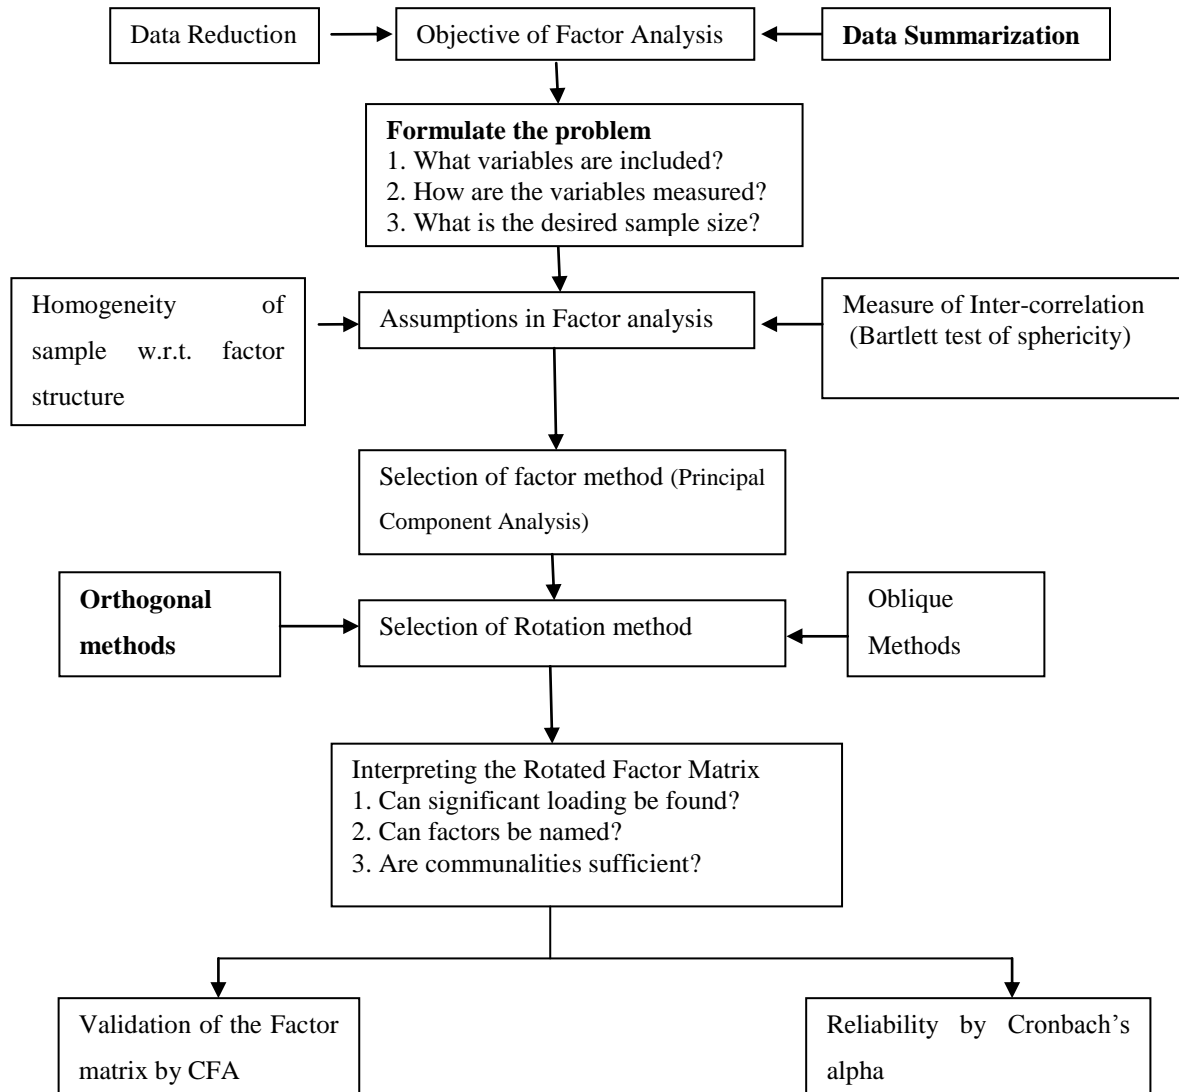 Data Reduction
Objective of Factor Analysis
Data Summarization
Formulate the problem
1. What variables are included?
2. How are the variables measured?
3. What is the desired sample size?
Homogeneity of
sample w.r.t. factor
structure
Assumptions in Factor analysis
Measure of Inter-correlation
(Bartlett test of sphericity)
Selection of factor method (Principal
Component Analysis)
Orthogonal
methods
Selection of Rotation method
Oblique
Methods
Interpreting the Rotated Factor Matrix
1. Can significant loading be found?
2. Can factors be named?
3. Are communalities sufficient?
Validation of the Factor
matrix by CFA
Reliability by Cronbach’s
alpha